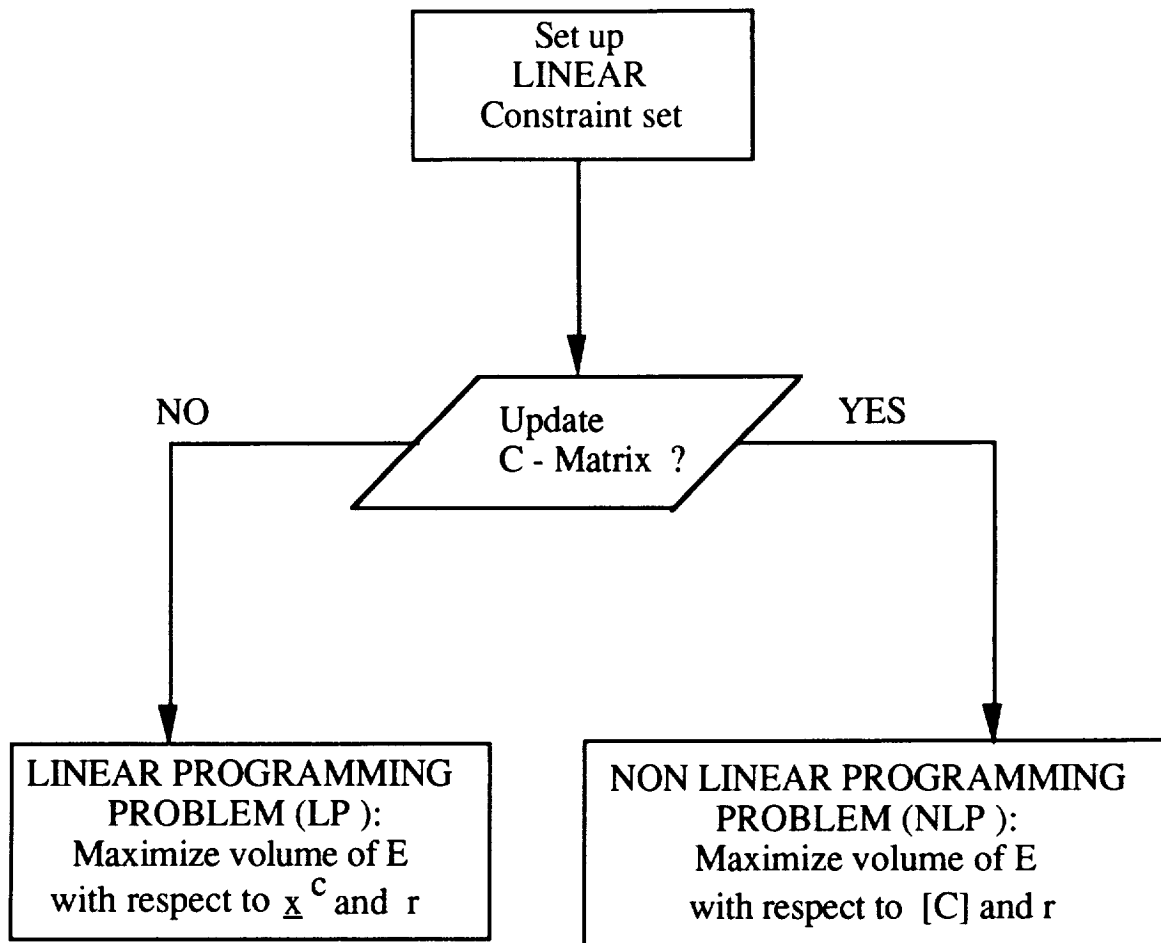 Set up
LINEAR
Constraint set
NO
Update
C - Matrix ?
YES
LINEAR PROGRAMMING
PROBLEM (LP ):
Maximize volume of E
with respect to x c and r
NON LINEAR PROGRAMMING
PROBLEM (NLP ):
Maximize volume of E
with respect to [C] and r